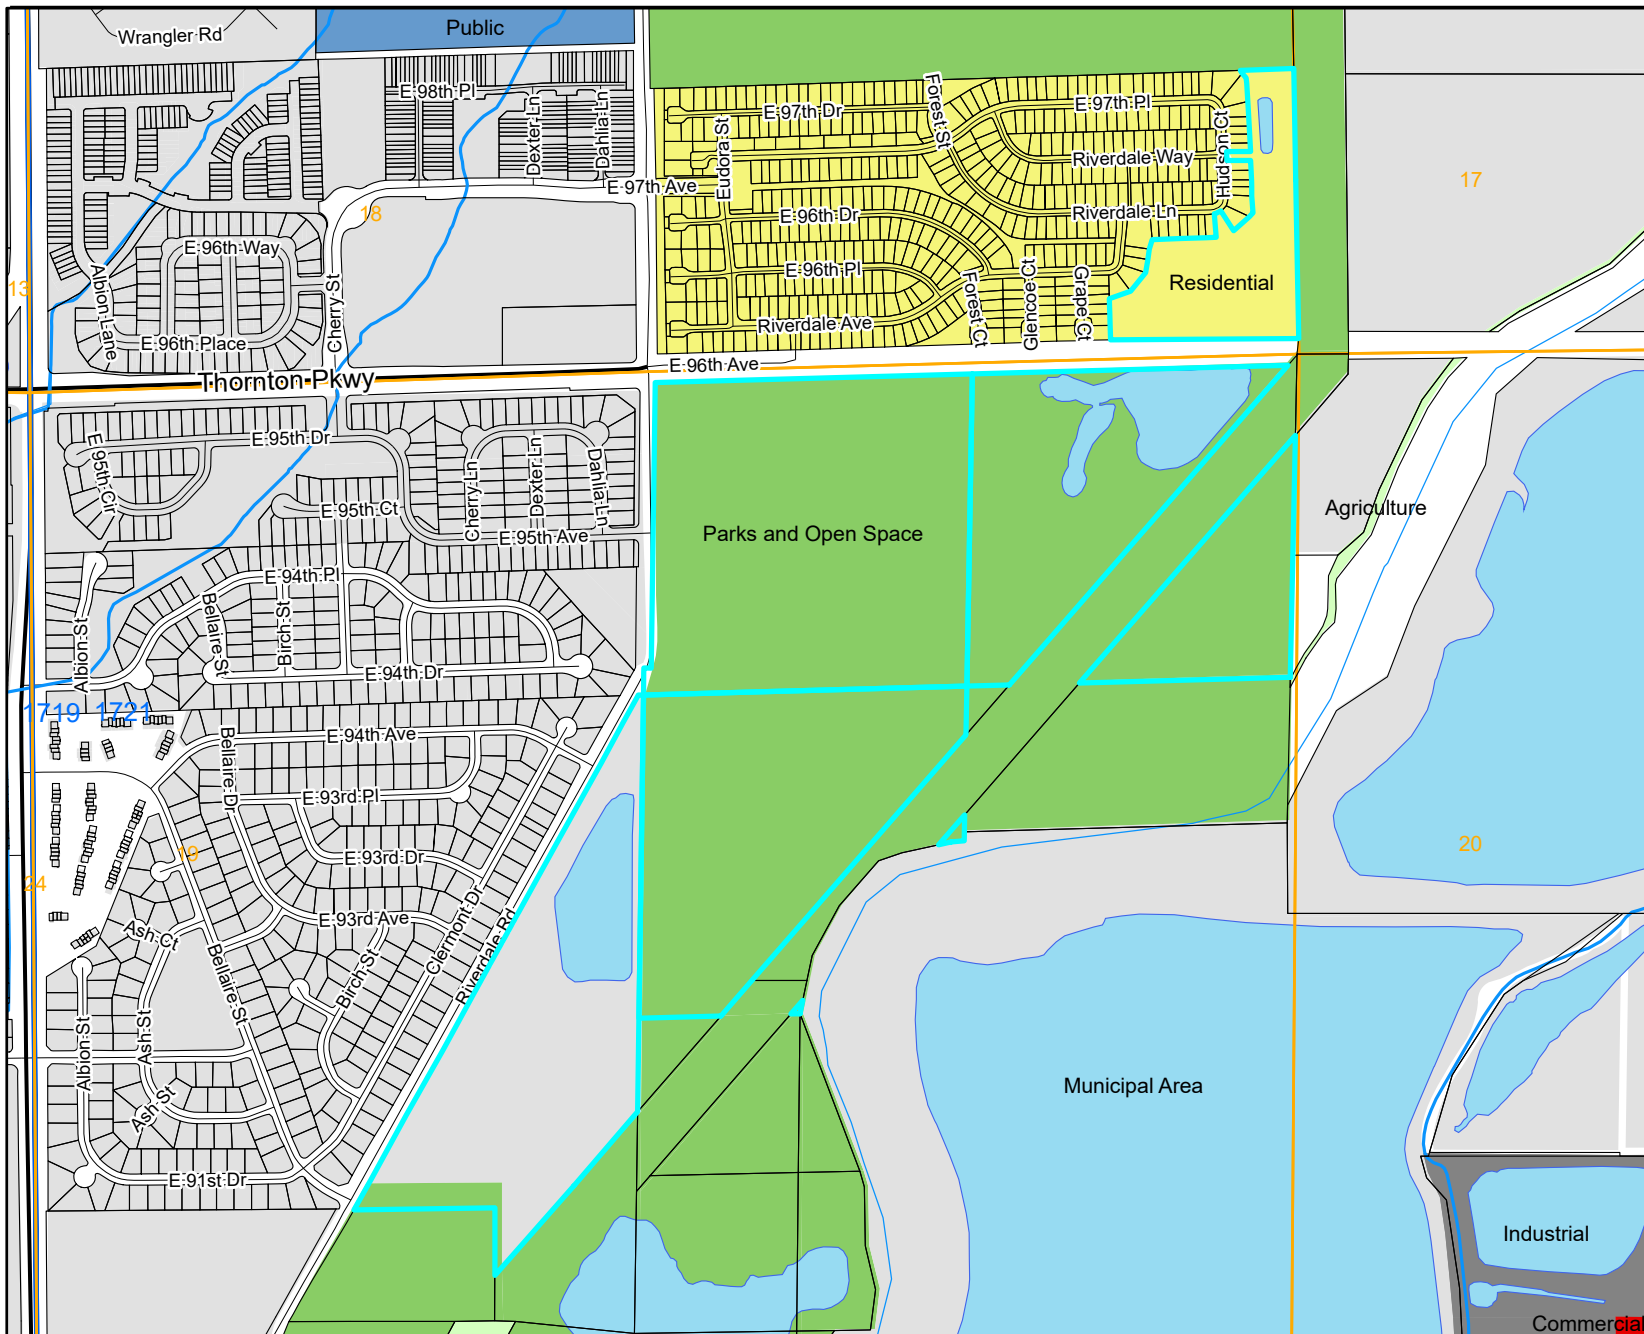 Wrangler Rd
Public
E 98th Pl
Dexter Ln
Dahlia Ln
E 97th Ave
18
E 96th Way
Albion Lane
Cherry St
E 96th Place
13
Thornton Pkwy
E 97th Dr
Forest St
E 97th Pl
Eudora St
Riverdale Way
Hudson Ct
E 96th Dr
Riverdale Ln
E 96th Pl
Forest Ct
Glencoe Ct
Grape Ct
Residential
Riverdale Ave
E 96th Ave
17
E 95th Dr
E 95th Cir
Cherry Ln
Dexter Ln
Dahlia Ln
E 95th Ct
E 95th Ave
Parks and Open Space
Agriculture
E 94th Pl
Albion St
Bellaire St
Birch St
E 94th Dr
1719 1721
Bellaire Dr
E 94th Ave
E 93rd Pl
19
24
E 93rd Dr
E 93rd Ave
Clermont Dr
Riverdale Rd
Ash Ct
Bellaire St
Birch St
20
Albion St
Ash St
Ash St
E 91st Dr
Municipal Area
Industrial
Commercial